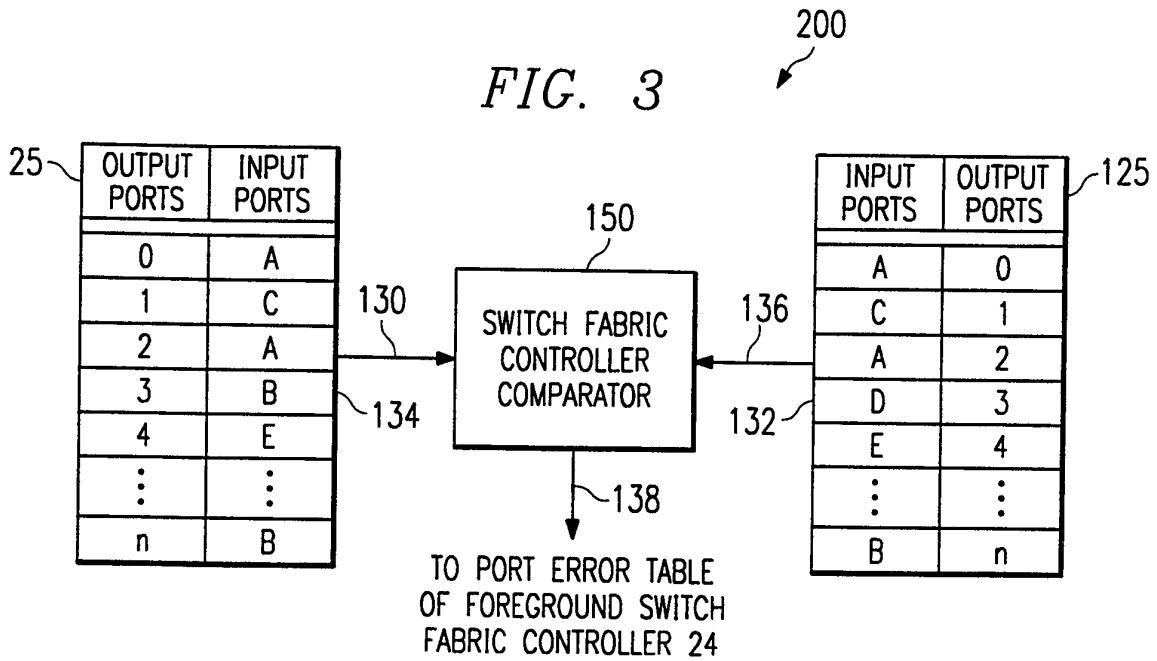 200
FIG. 3
25
OUTPUT PORTS INPUT PORTS
0 A
1 C
2 A
3 B
4 E
⋮ ⋮
n B
134
130
150
SWITCH FABRIC
CONTROLLER
COMPARATOR
136
138
TO PORT ERROR TABLE
OF FOREGROUND SWITCH
FABRIC CONTROLLER 24
125
INPUT PORTS OUTPUT PORTS
A 0
C 1
A 2
D 3
E 4
⋮ ⋮
B n
132